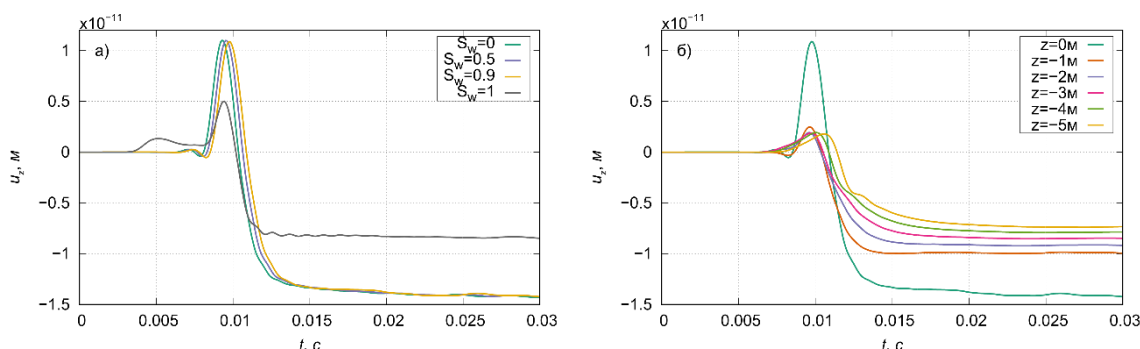 x10⁻¹¹
а)
S_w=0
S_w=0.5
S_w=0.9
S_w=1
1
0.5
0
−0.5
−1
−1.5
u_z, м
0 0.005 0.01 0.015 0.02 0.025 0.03
t, с
x10⁻¹¹
б)
z=0м
z=−1м
z=−2м
z=−3м
z=−4м
z=−5м
1
0.5
0
−0.5
−1
−1.5
u_z, м
0 0.005 0.01 0.015 0.02 0.025 0.03
t, с